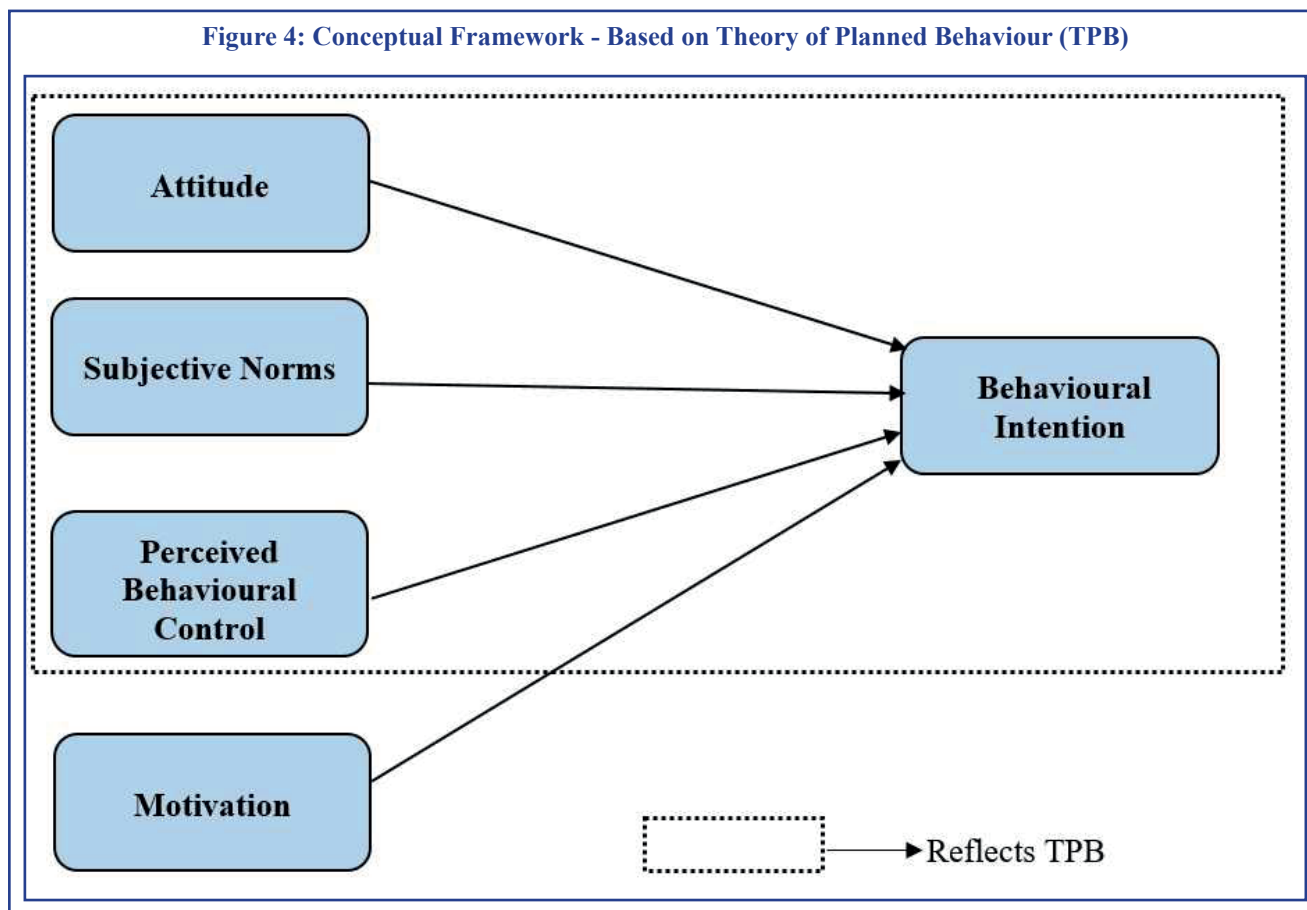 Figure 4: Conceptual Framework - Based on Theory of Planned Behaviour (TPB)
Attitude
Subjective Norms
Behavioural
Intention
Perceived
Behavioural
Control
Motivation
Reflects TPB